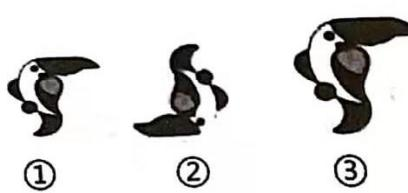 ① ② ③